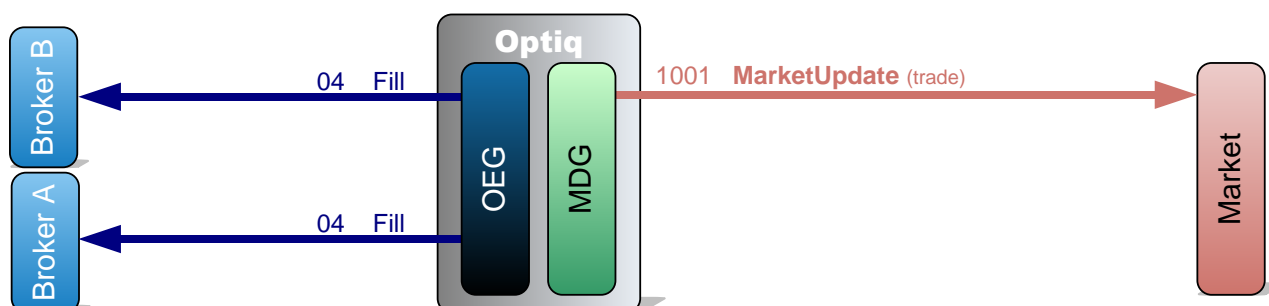 Optiq
Broker B
04 Fill
1001 MarketUpdate (trade)
OEG
MDG
Market
Broker A
04 Fill